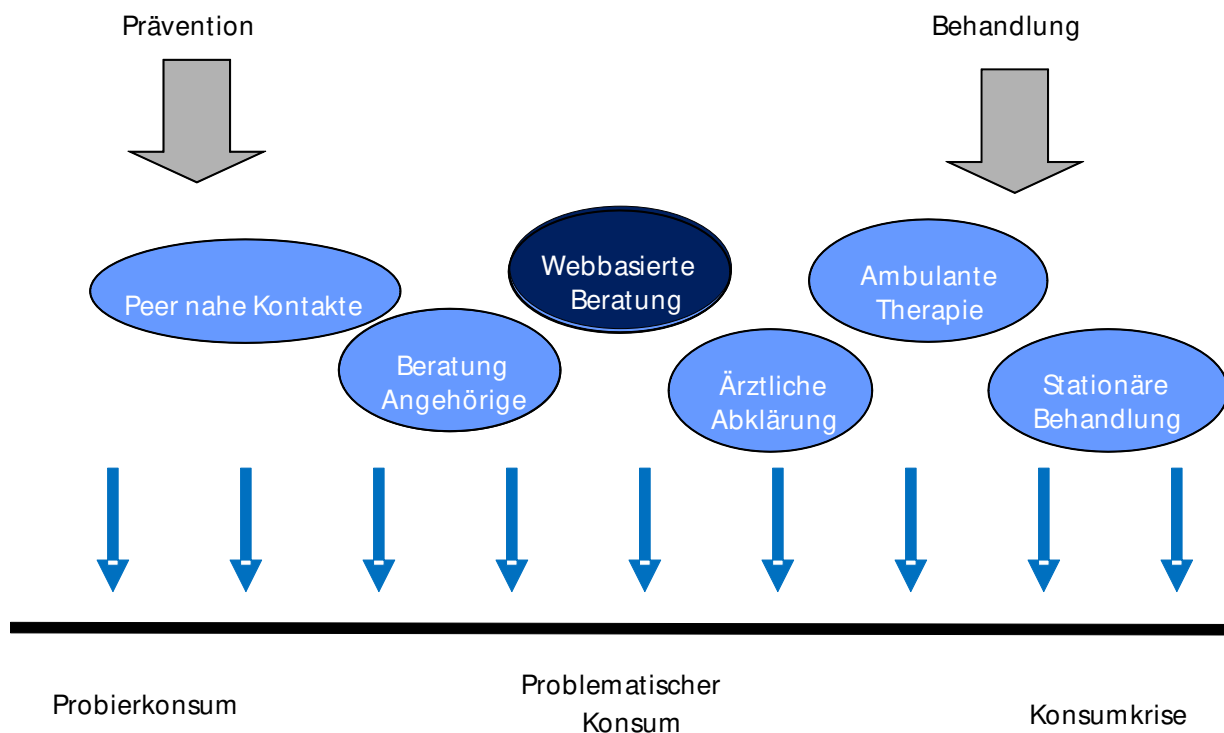 Prävention
Behandlung
Peer nahe Kontakte
Beratung
Angehörige
Webbasierte
Beratung
Ärztliche
Abklärung
Ambulante
Therapie
Stationäre
Behandlung
Probierkonsum
Problematischer
Konsum
Konsumkrise